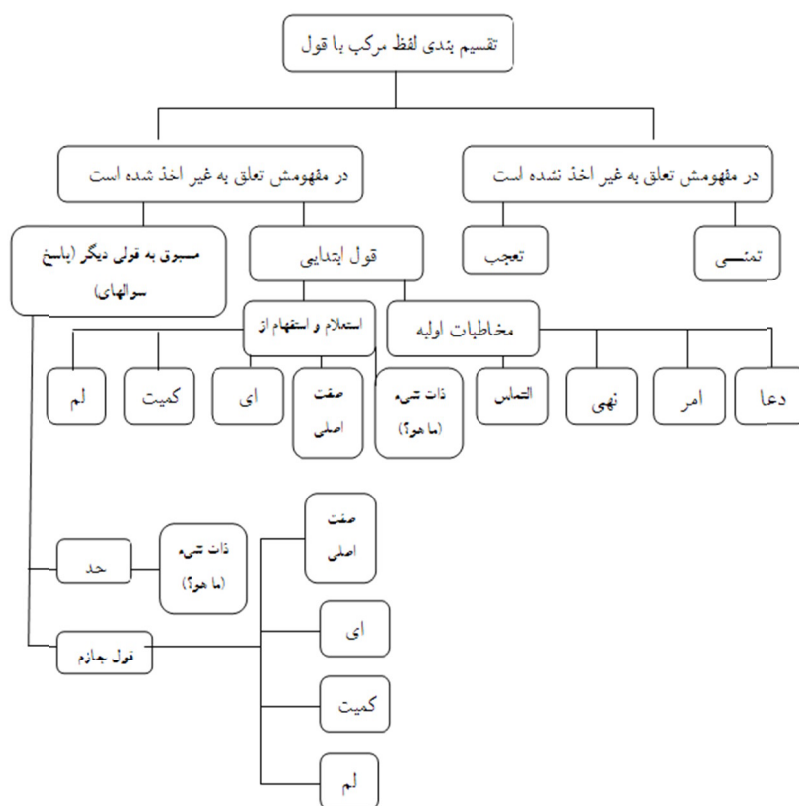 تقسیم بندی لفظ مرکب با قول
در مفهومش تعلق به غیر اخذ نشده است
در مفهومش تعلق به غیر اخذ شده است
تمنی
تعجب
قول ابتدایی
مسبوق به قولی دیگر (پاسخ
سوالهای)
مخاطبات اولیه
استعلام و استفهام از
دعا
امر
نهی
التماس
ذات شیء
(ما هو؟)
صفت
اصلی
ای
کمیت
لم
حد
ذات شیء
(ما هو؟)
قول جازم
صفت
اصلی
ای
کمیت
لم